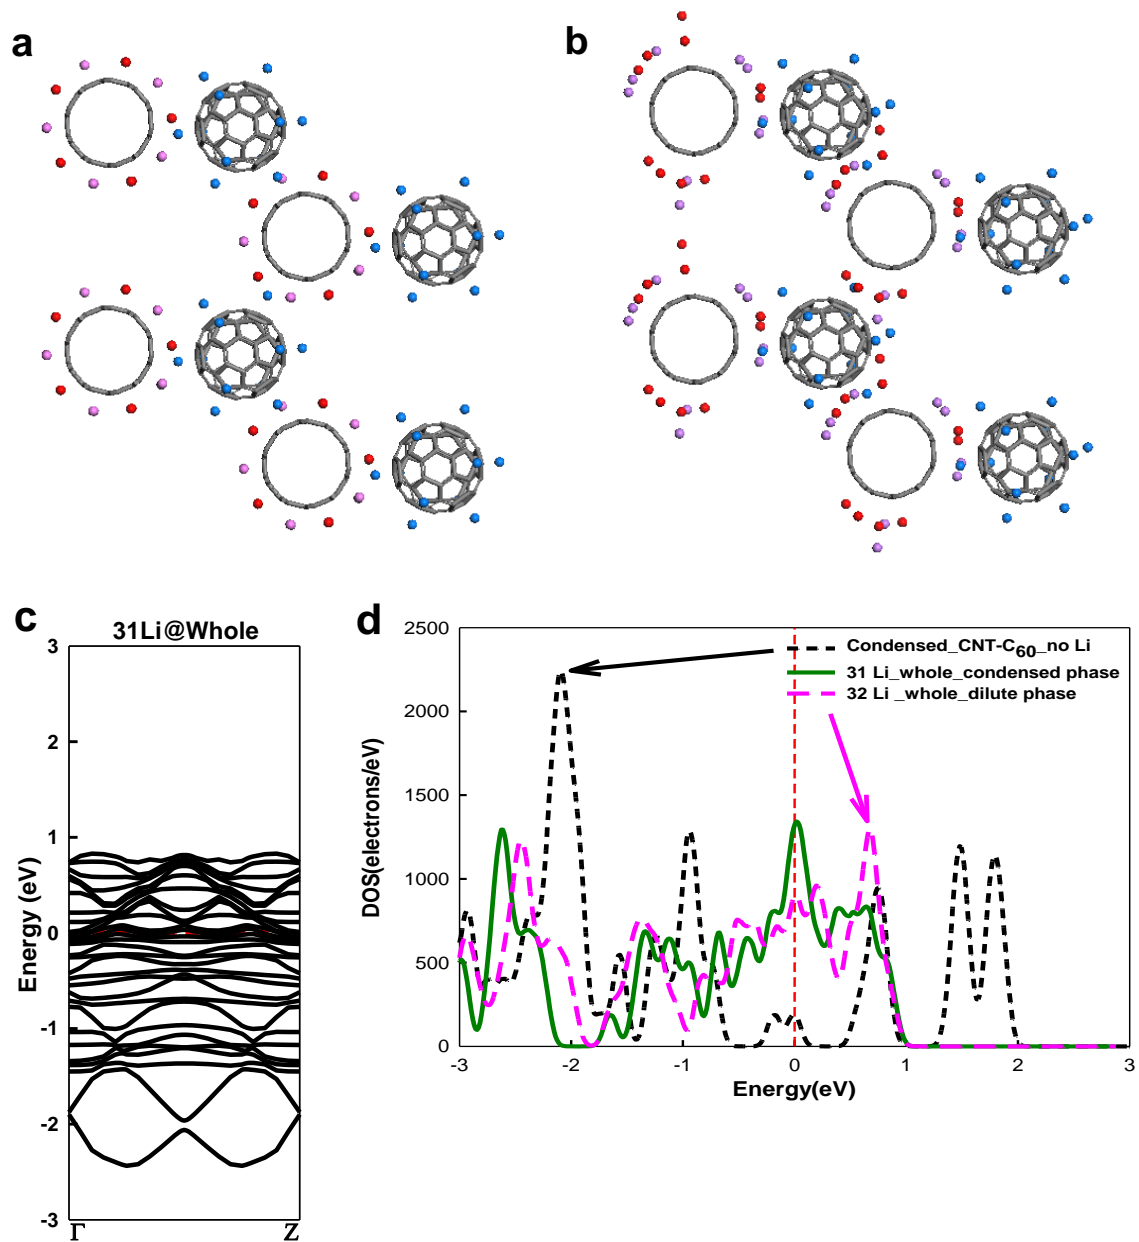 a
b
c
31Li@Whole
3
2
1
0
-1
-2
-3
Energy (eV)
Γ
Z
d
2500
2000
1500
1000
500
0
DOS(electrons/eV)
Condensed_CNT-C60_no Li
31 Li_whole_condensed phase
32 Li _whole_dilute phase
-3
-2
-1
0
1
2
3
Energy(eV)